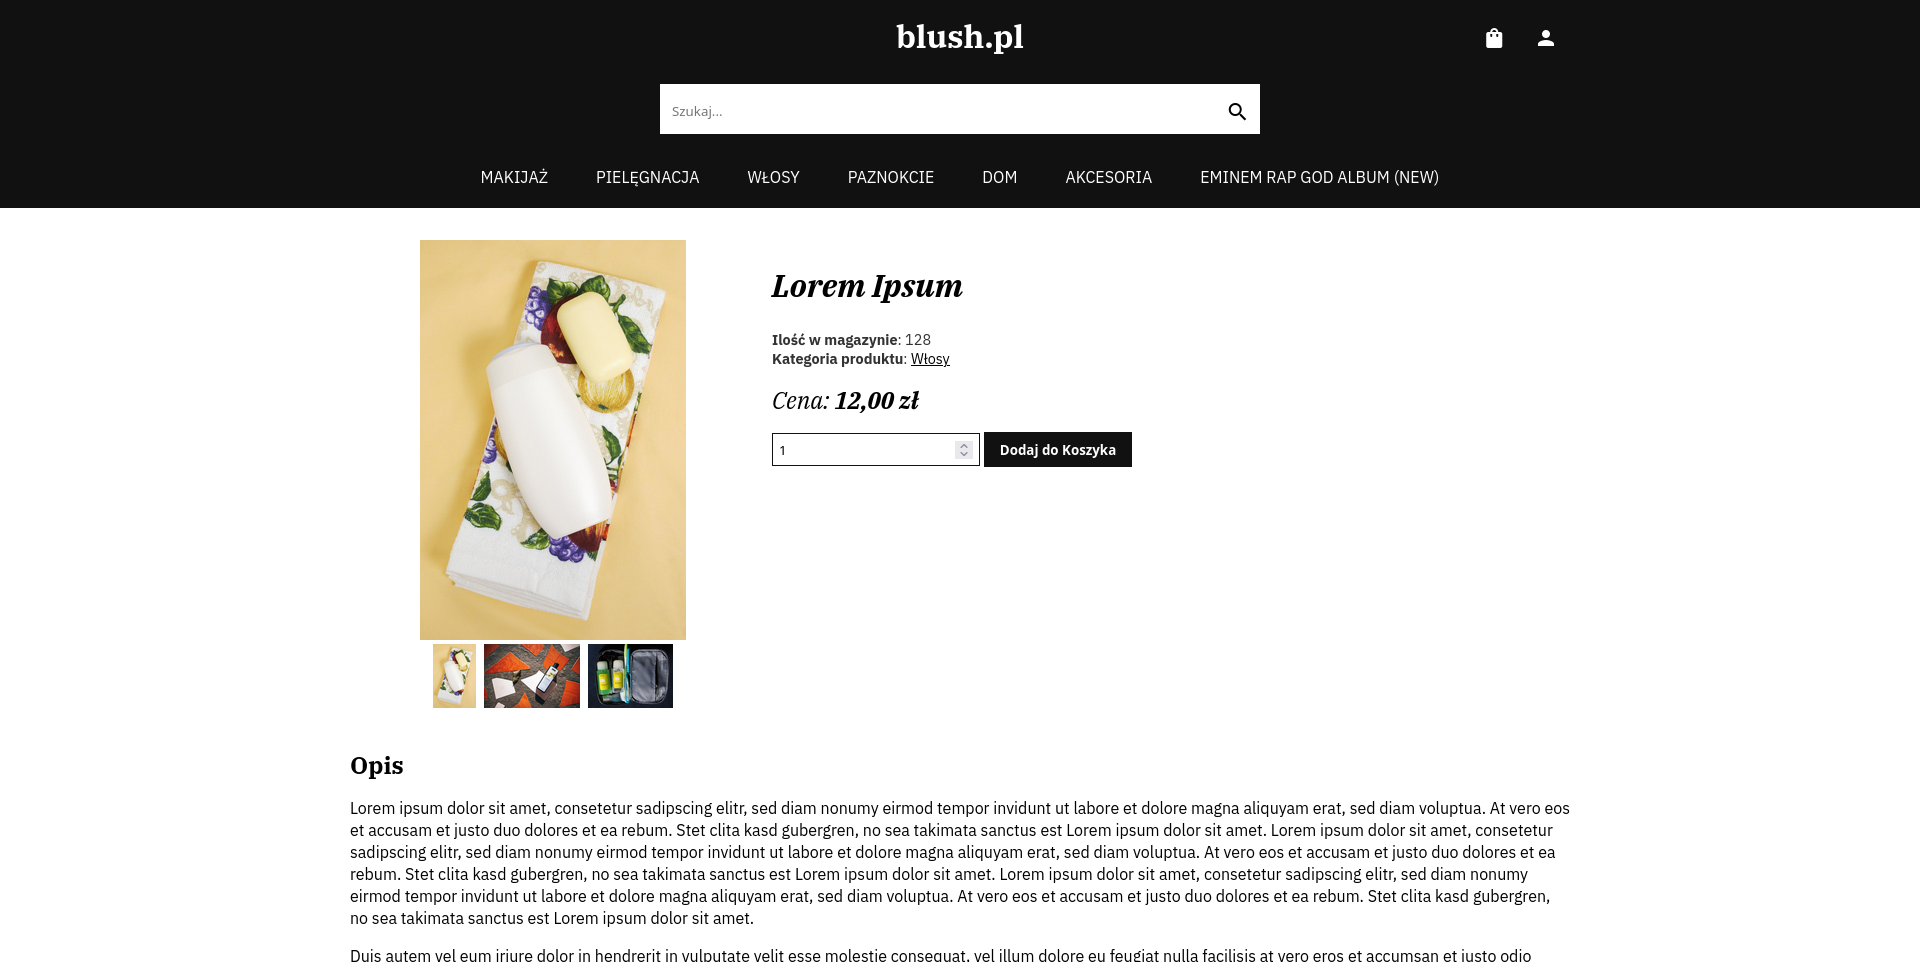 blush.pl
Szukaj...
MAKIJAŻ PIELĘGNACJA WŁOSY PAZNOKCIE DOM AKCESORIA EMINEM RAP GOD ALBUM (NEW)
Lorem Ipsum
Ilość w magazynie: 128
Kategoria produktu: Włosy
Cena: 12,00 zł
1 Dodaj do Koszyka
Opis
Lorem ipsum dolor sit amet, consetetur sadipscing elitr, sed diam nonumy eirmod tempor invidunt ut labore et dolore magna aliquyam erat, sed diam voluptua. At vero eos
et accusam et justo duo dolores et ea rebum. Stet clita kasd gubergren, no sea takimata sanctus est Lorem ipsum dolor sit amet. Lorem ipsum dolor sit amet, consetetur
sadipscing elitr, sed diam nonumy eirmod tempor invidunt ut labore et dolore magna aliquyam erat, sed diam voluptua. At vero eos et accusam et justo duo dolores et ea
rebum. Stet clita kasd gubergren, no sea takimata sanctus est Lorem ipsum dolor sit amet. Lorem ipsum dolor sit amet, consetetur sadipscing elitr, sed diam nonumy
eirmod tempor invidunt ut labore et dolore magna aliquyam erat, sed diam voluptua. At vero eos et accusam et justo duo dolores et ea rebum. Stet clita kasd gubergren,
no sea takimata sanctus est Lorem ipsum dolor sit amet.
Duis autem vel eum iriure dolor in hendrerit in vulputate velit esse molestie consequat, vel illum dolore eu feugiat nulla facilisis at vero eros et accumsan et iusto odio